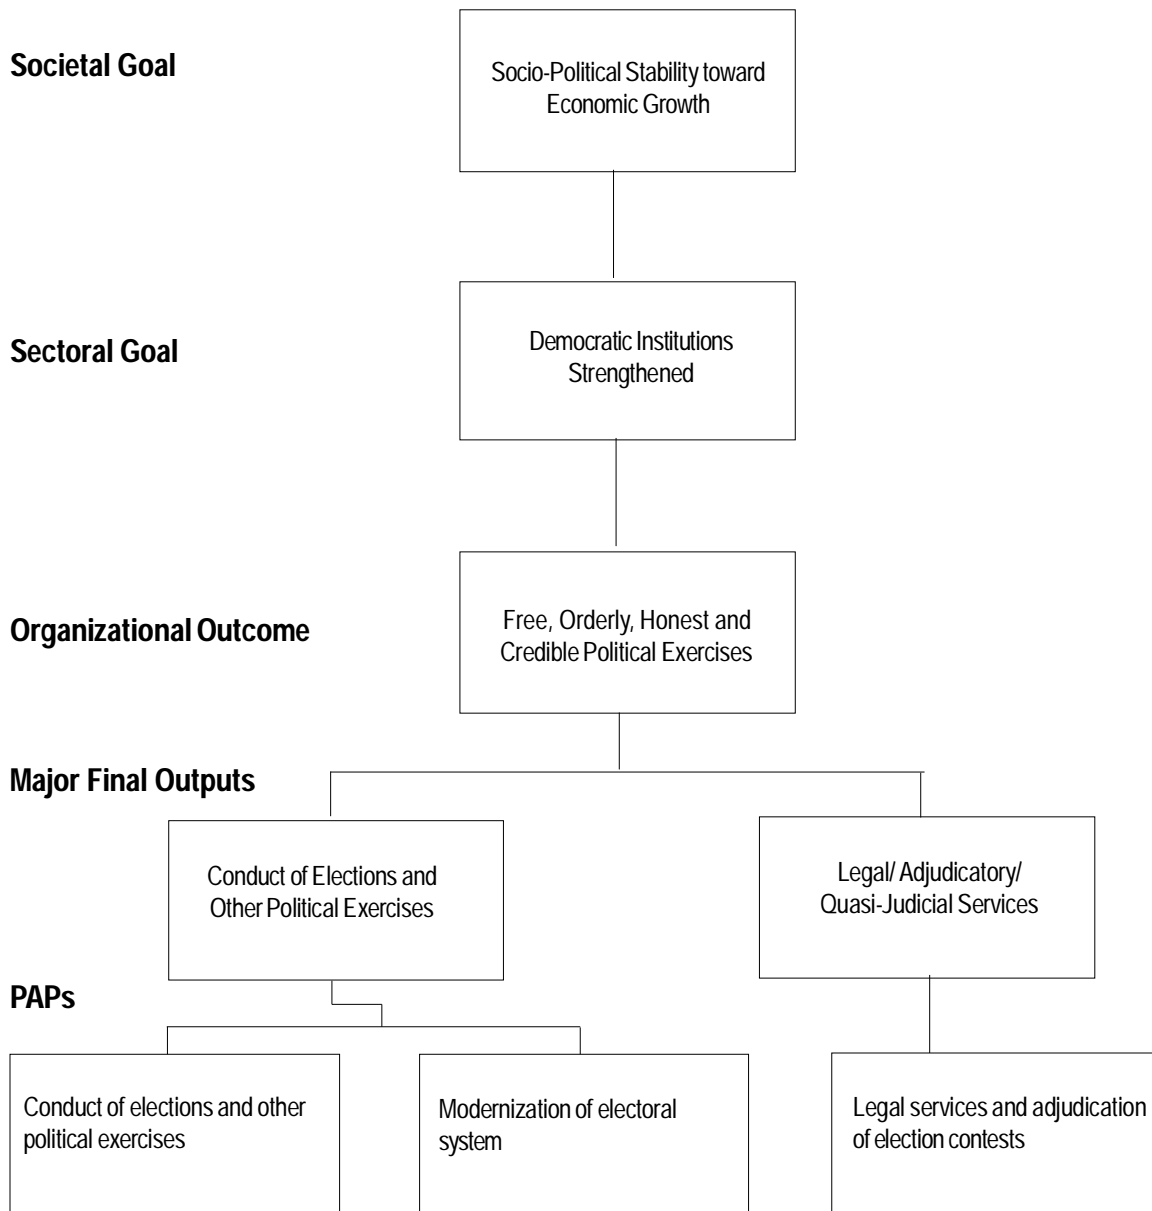 Societal Goal
Socio-Political Stability toward
Economic Growth
Sectoral Goal
Democratic Institutions
Strengthened
Organizational Outcome
Free, Orderly, Honest and
Credible Political Exercises
Major Final Outputs
Conduct of Elections and
Other Political Exercises
Legal/ Adjudicatory/
Quasi-Judicial Services
PAPs
Conduct of elections and other
political exercises
Modernization of electoral
system
Legal services and adjudication
of election contests